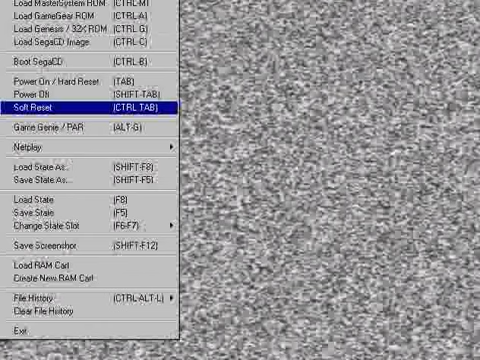 Load MasterSystem ROM (CTRL-M)
Load GameGear ROM (CTRL-A)
Load Genesis / 32X ROM (CTRL G)
Load SegaCD Image (CTRL-C)
Boot SegaCD (CTRL-B)
Power On / Hard Reset (TAB)
Power Off (SHIFT-TAB)
Soft Reset (CTRL TAB)
Game Genie / PAR (ALT-G)
Netplay
Load State As.. (SHIFT-F8)
Save State As... (SHIFT-F5)
Load State (F8)
Save State (F5)
Change State Slot (F6-F7)
Save Screenshot (SHIFT-F12)
Load RAM Cart
Create New RAM Cart
File History (CTRL-ALT-L)
Clear File History
Exit